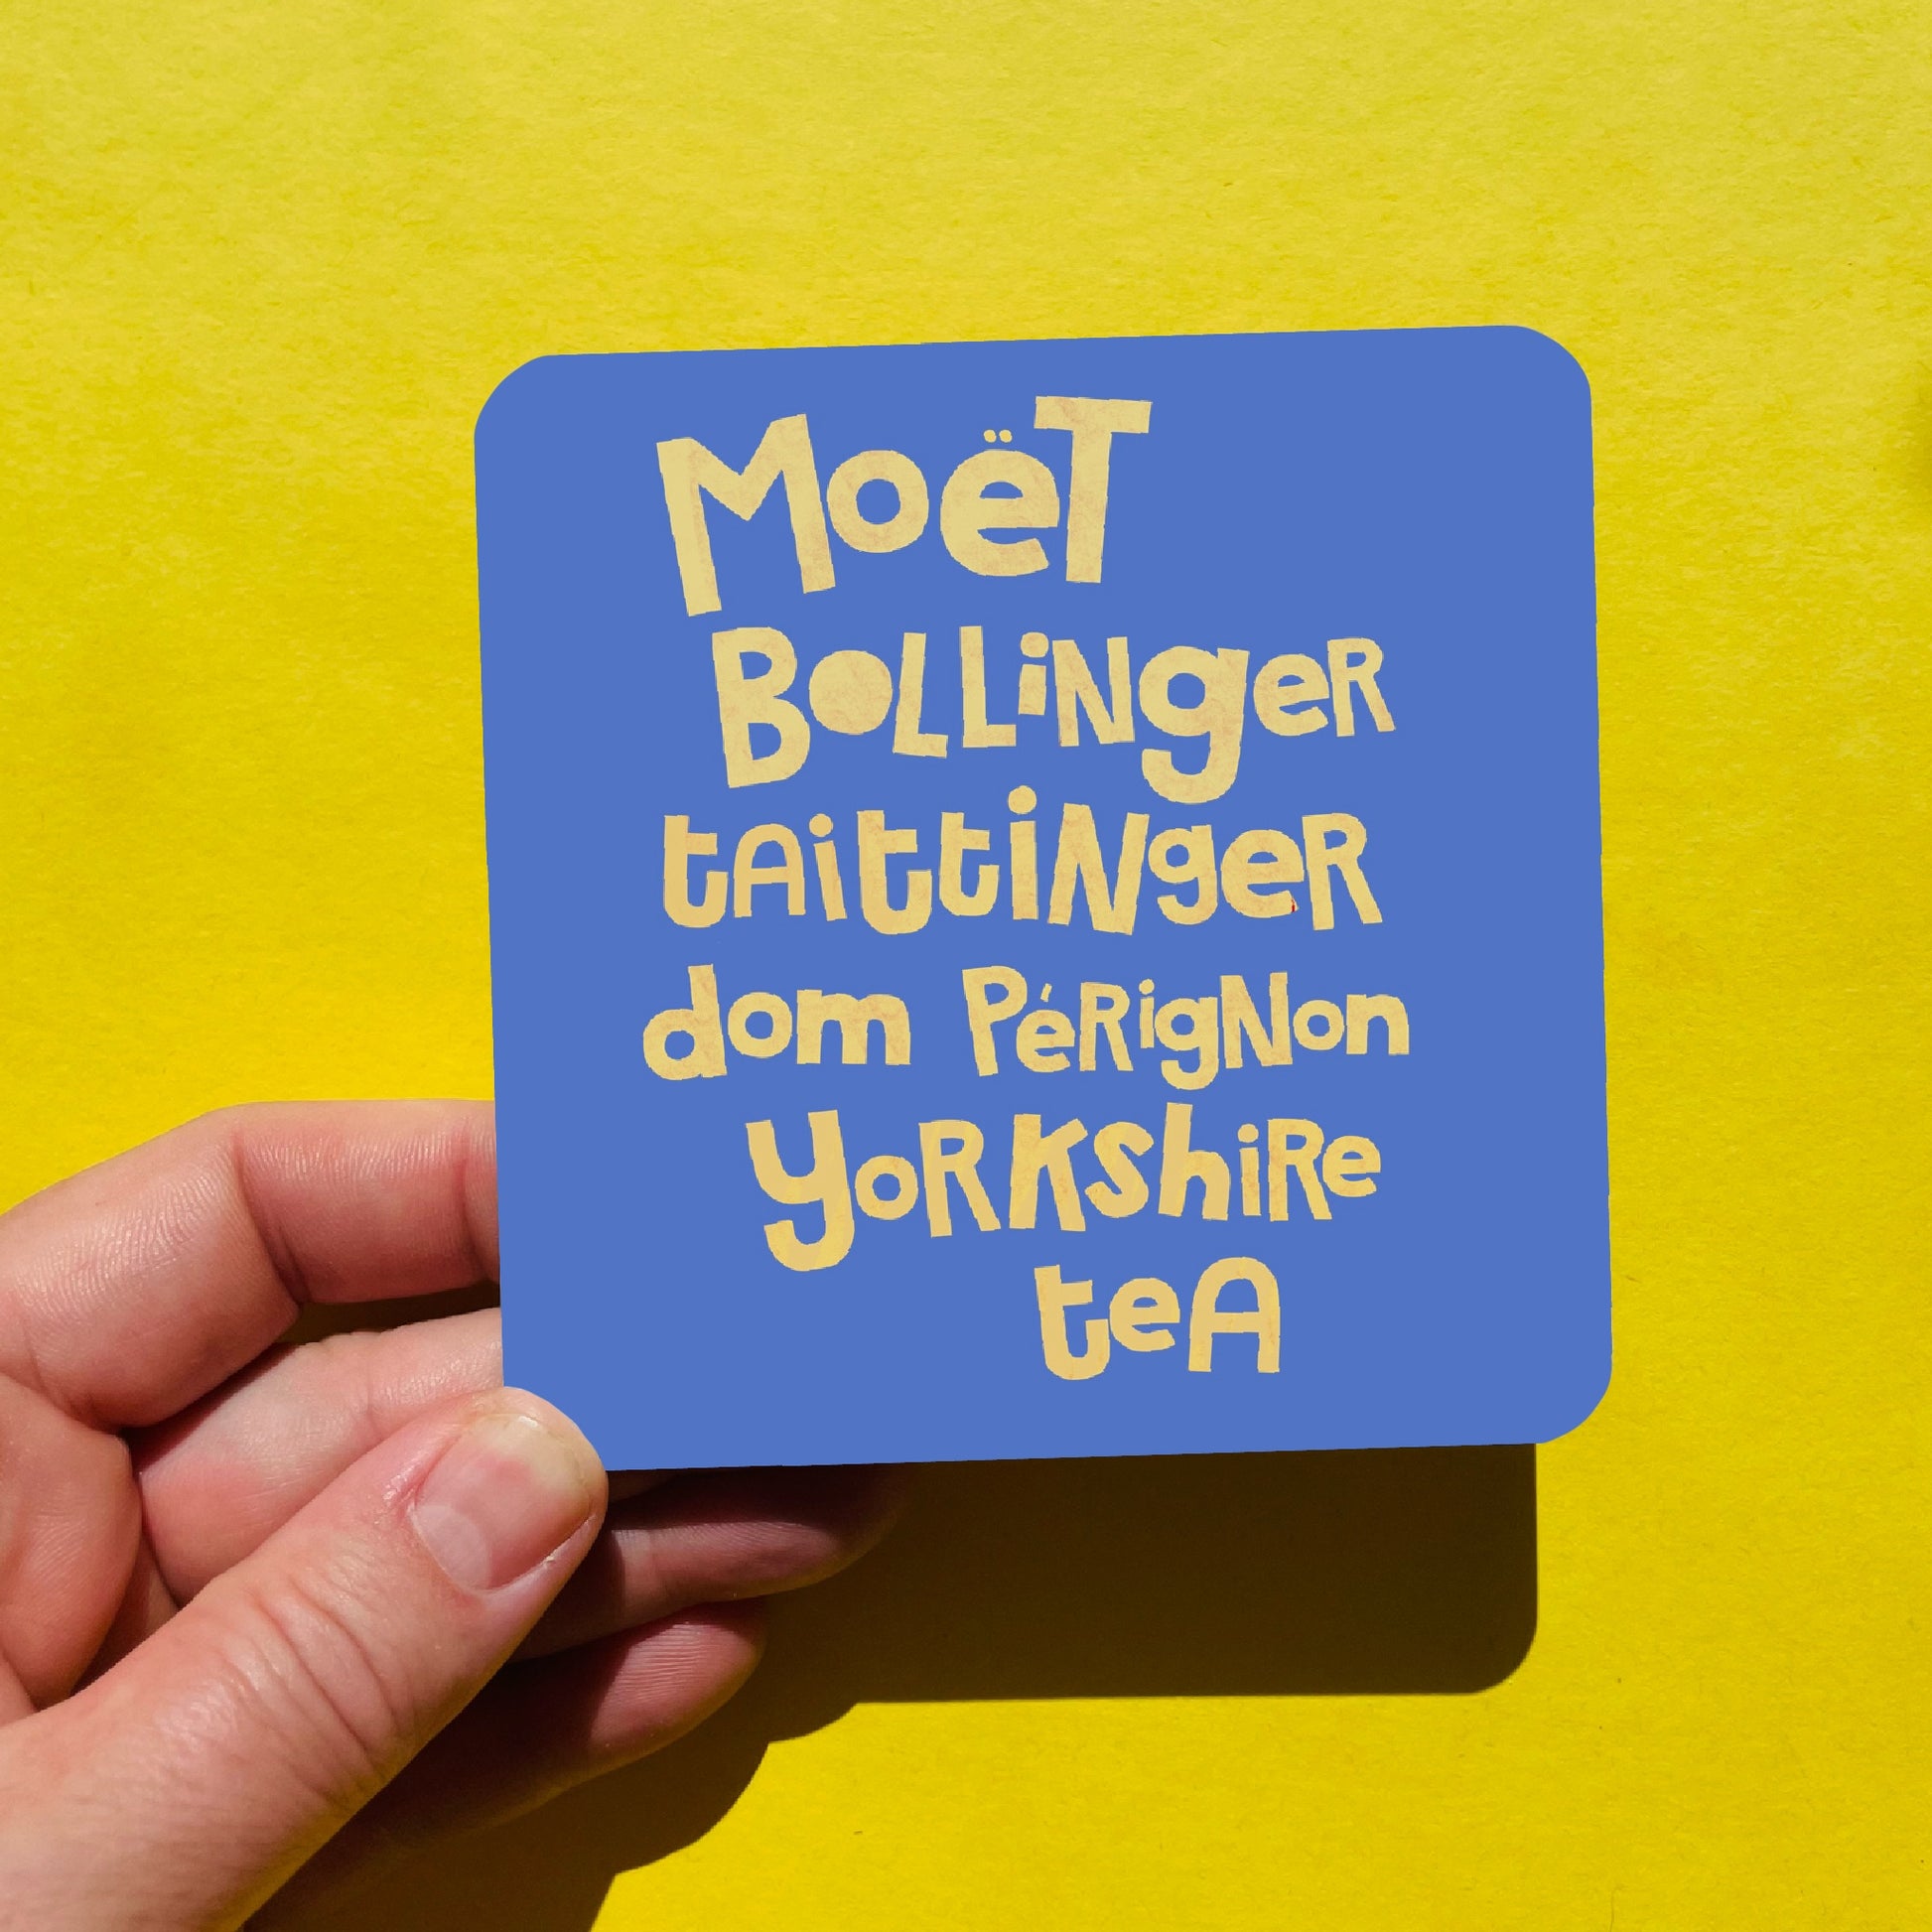 MoëT
BoLLiNgeR
tAittiNgeR
dom PéRigNon
yoRKshiRe
teA